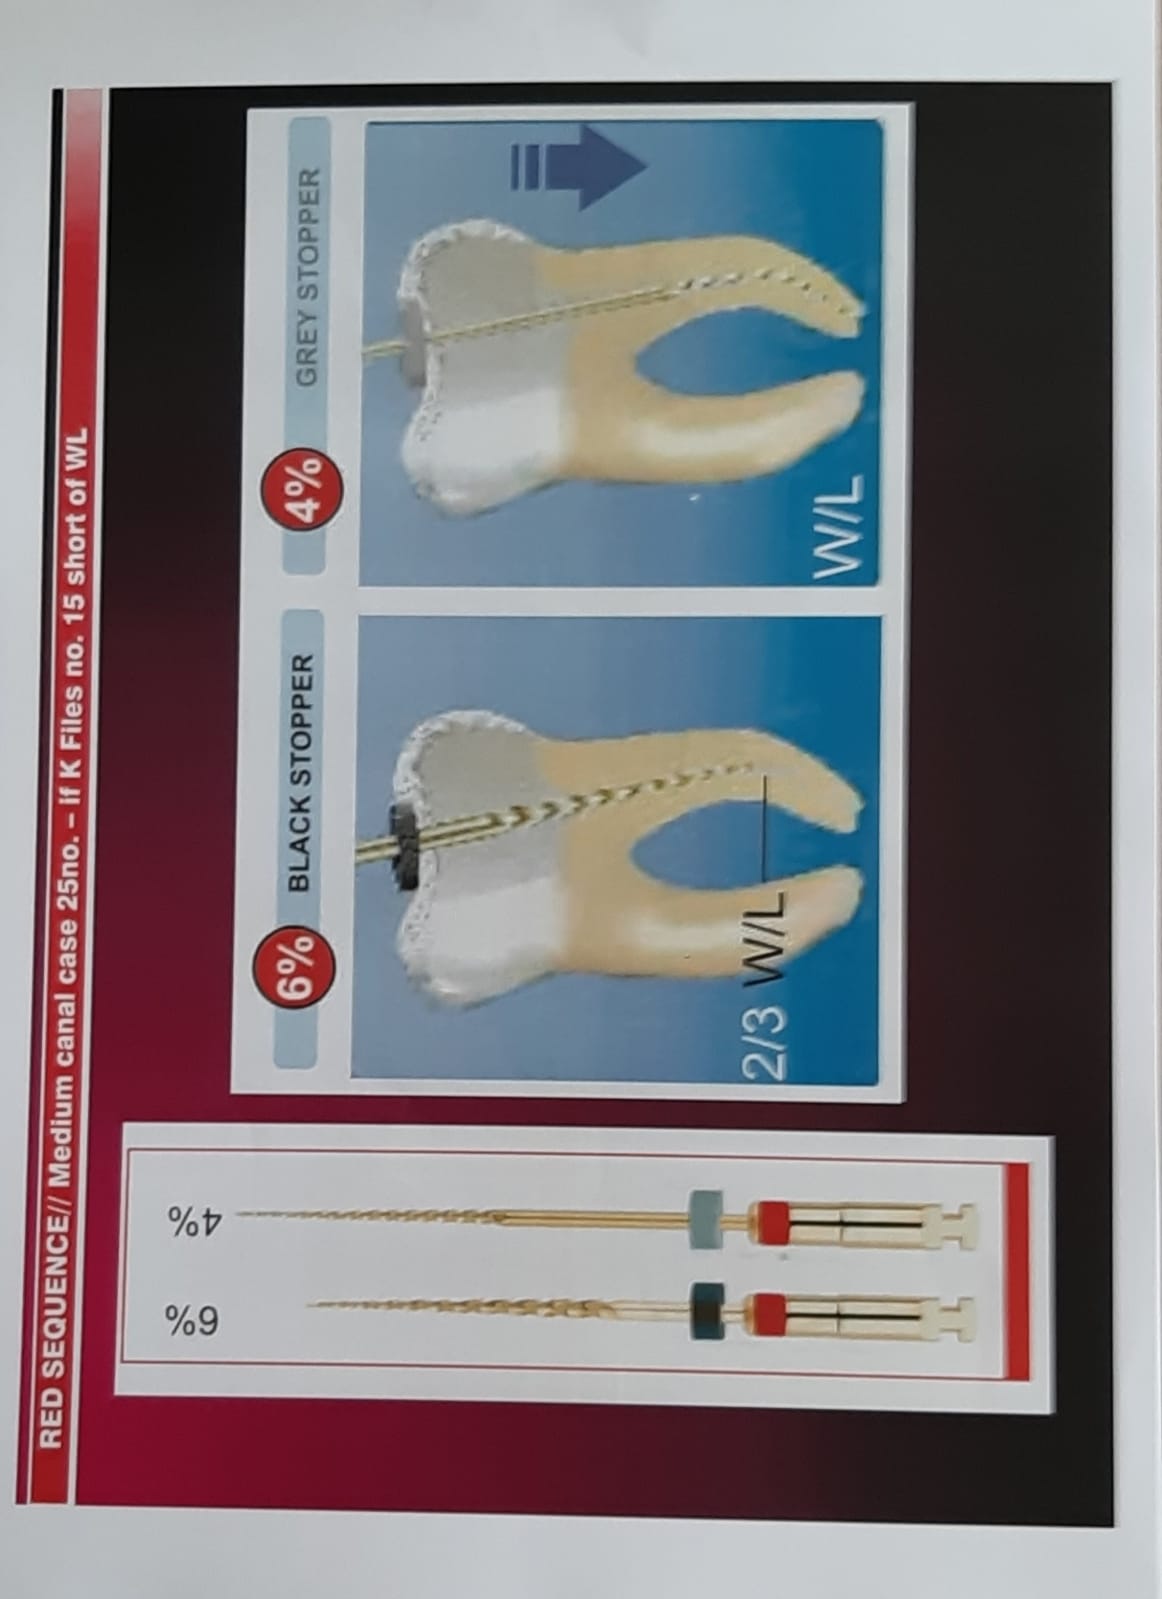 RED SEQUENCE// Medium canal case 25no. – if K Files no. 15 short of WL
6%
4%
6% BLACK STOPPER
4% GREY STOPPER
2/3 W/L
W/L